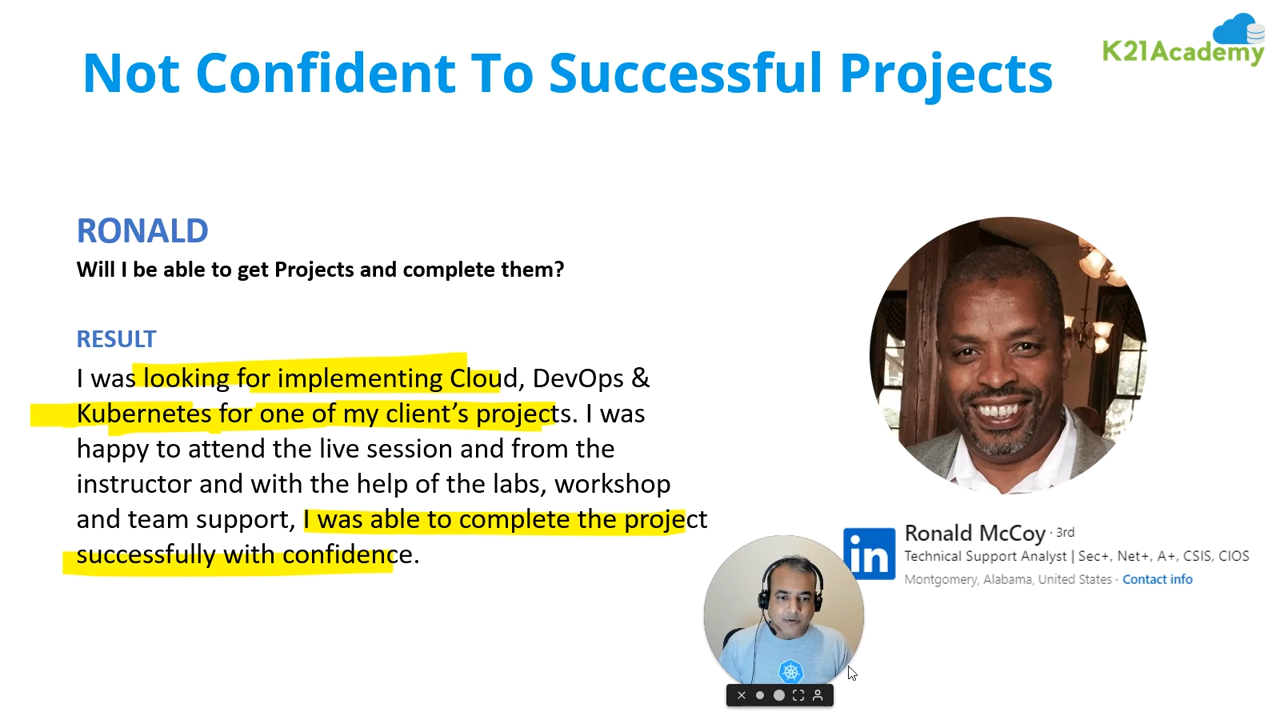 K21Academy
Not Confident To Successful Projects
RONALD
Will I be able to get Projects and complete them?
RESULT
I was looking for implementing Cloud, DevOps &
Kubernetes for one of my client’s projects. I was
happy to attend the live session and from the
instructor and with the help of the labs, workshop
and team support, I was able to complete the project
successfully with confidence.
in
Ronald McCoy · 3rd
Technical Support Analyst | Sec+, Net+, A+, CSIS, CIOS
Montgomery, Alabama, United States · Contact info